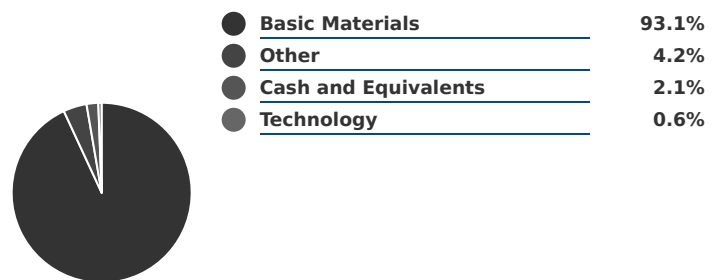 Basic Materials 93.1%
Other 4.2%
Cash and Equivalents 2.1%
Technology 0.6%